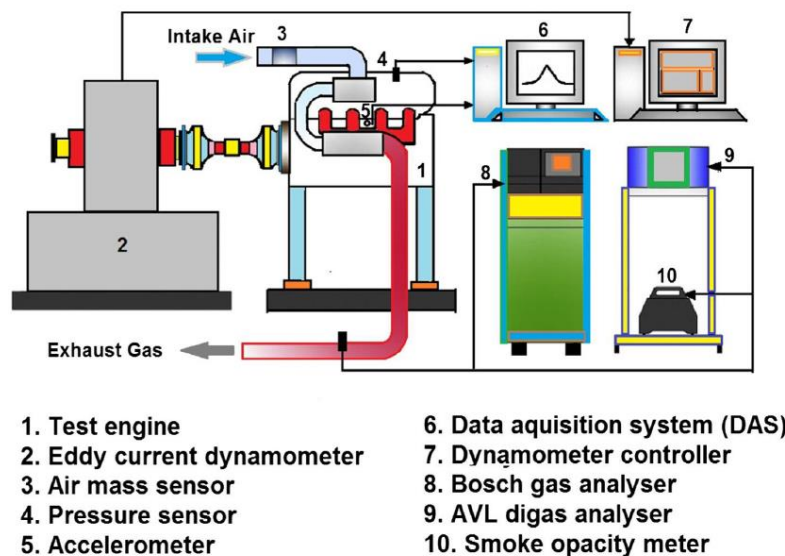 Intake Air
3
4
6
7
5
1
8
9
2
10
Exhaust Gas
1. Test engine
2. Eddy current dynamometer
3. Air mass sensor
4. Pressure sensor
5. Accelerometer
6. Data aquisition system (DAS)
7. Dynamometer controller
8. Bosch gas analyser
9. AVL digas analyser
10. Smoke opacity meter